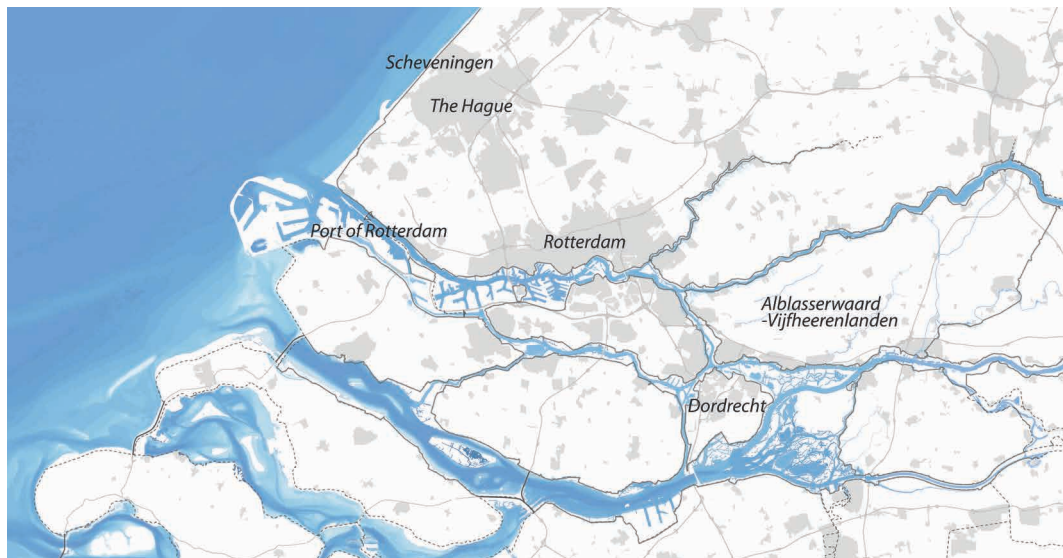 Scheveningen
The Hague
Port of Rotterdam
Rotterdam
Alblasserwaard
-Vijfheerenlanden
Dordrecht